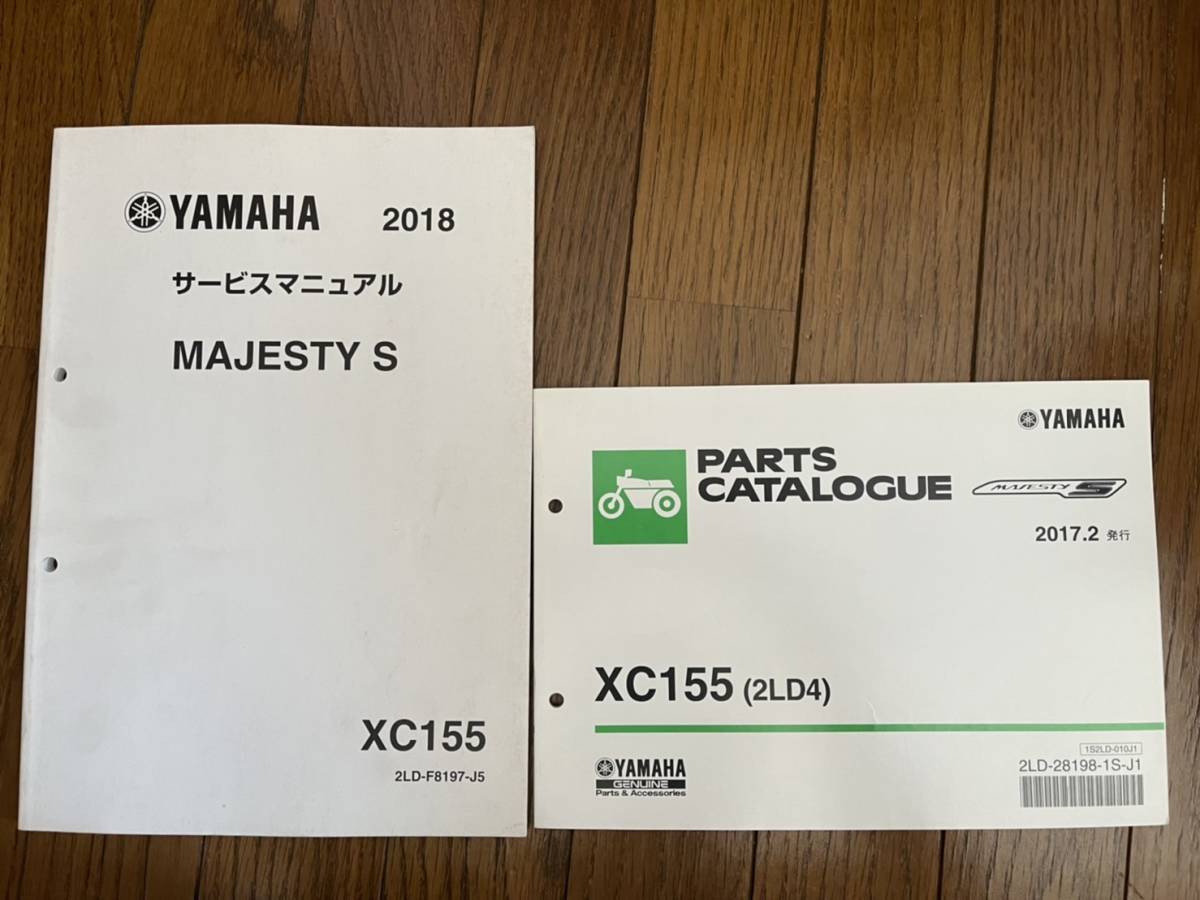 YAMAHA 2018
サービスマニュアル
MAJESTY S
XC155
2LD-F8197-J5
YAMAHA
PARTS
CATALOGUE
MAJESTY S
2017.2 発行
XC155 (2LD4)
1S2LD-010J1
2LD-28198-1S-J1
YAMAHA
GENUINE
Parts & Accessories